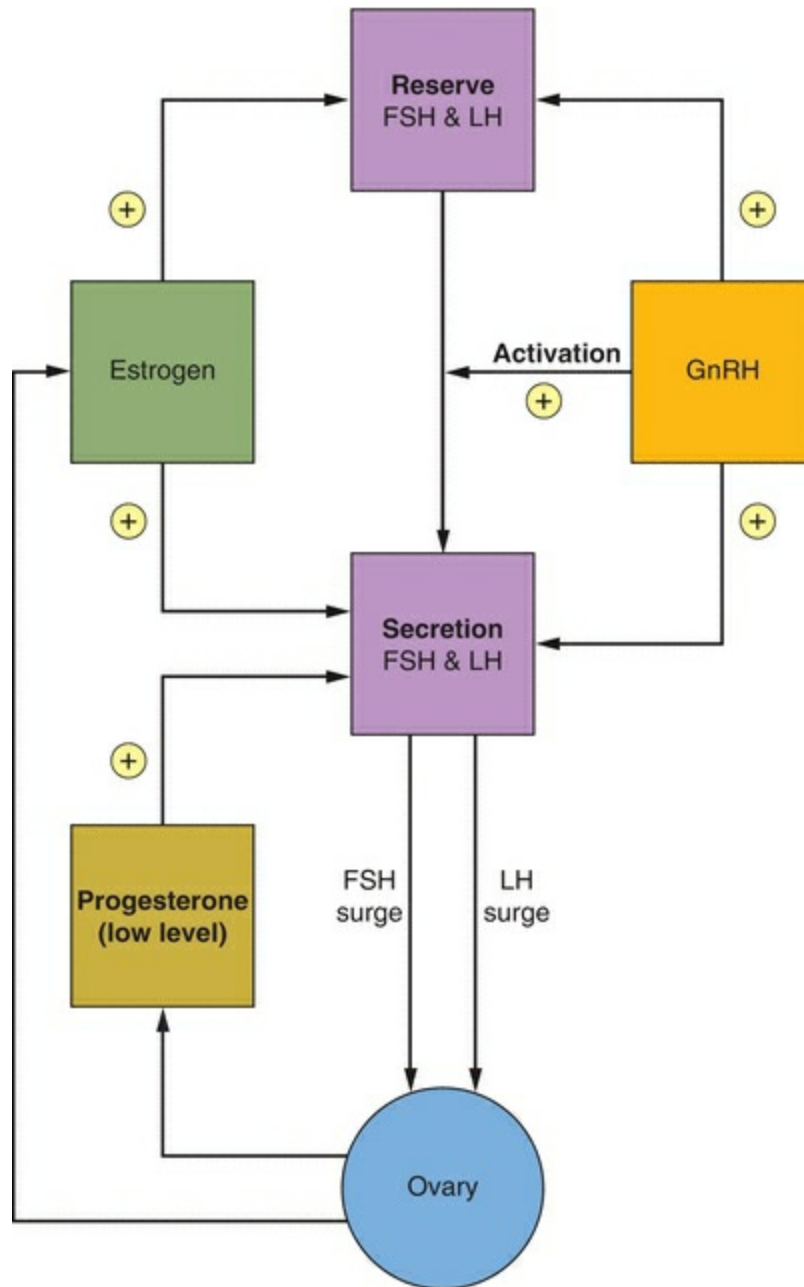 Reserve
FSH & LH
+
+
Estrogen
Activation
+
GnRH
+
+
Secretion
FSH & LH
+
Progesterone
(low level)
FSH
surge
LH
surge
Ovary